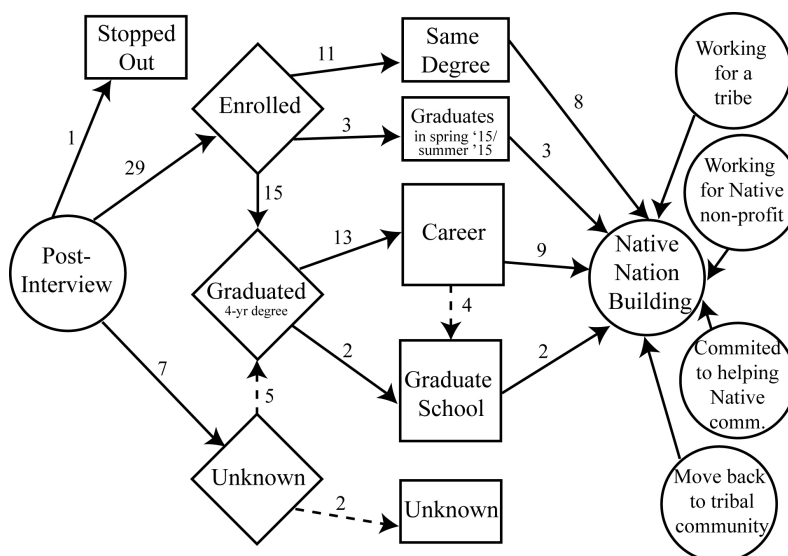 Stopped
Out
1
29
Post-
Interview
7
Enrolled
11
3
15
Graduated
4-yr degree
13
2
5
Unknown
2
Same
Degree
Graduates
in spring ‘15/
summer ’15
Career
4
Graduate
School
Unknown
8
3
9
2
Native
Nation
Building
Working
for a
tribe
Working
for Native
non-profit
Commited
to helping
Native
comm.
Move back
to tribal
community